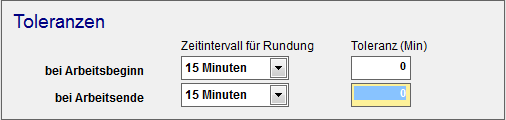 Toleranzen
Zeitintervall für Rundung Toleranz (Min)
bei Arbeitsbeginn 15 Minuten 0
bei Arbeitsende 15 Minuten 0